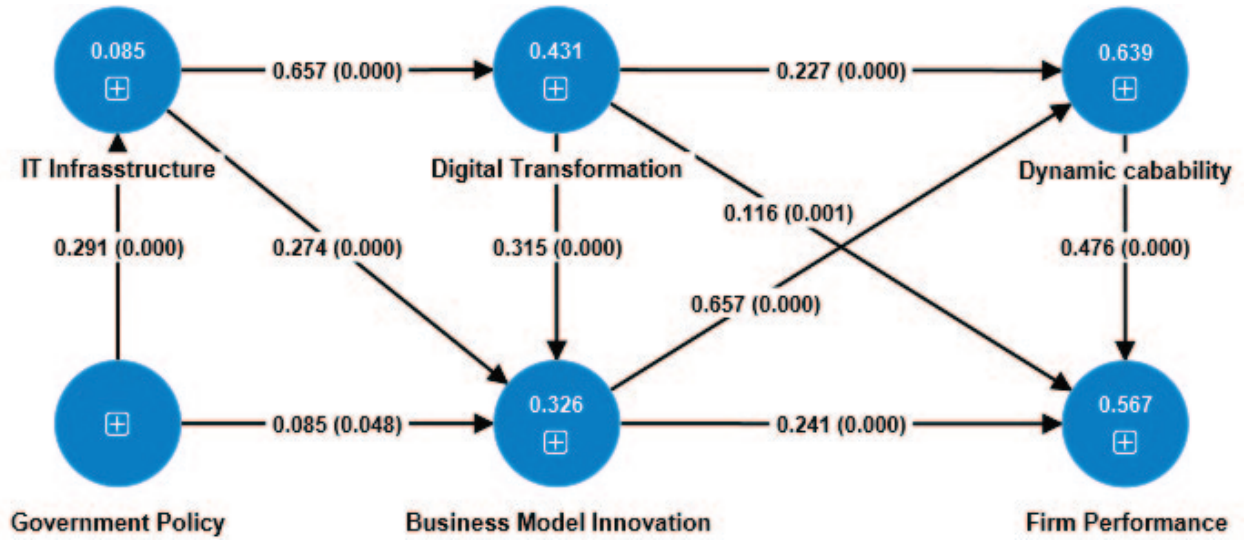 0.085
0.431
0.639
0.657 (0.000)
0.227 (0.000)
IT Infrasstructure
Digital Transformation
Dynamic cabability
0.116 (0.001)
0.291 (0.000)
0.274 (0.000)
0.315 (0.000)
0.476 (0.000)
0.657 (0.000)
0.326
0.567
0.085 (0.048)
0.241 (0.000)
Government Policy
Business Model Innovation
Firm Performance